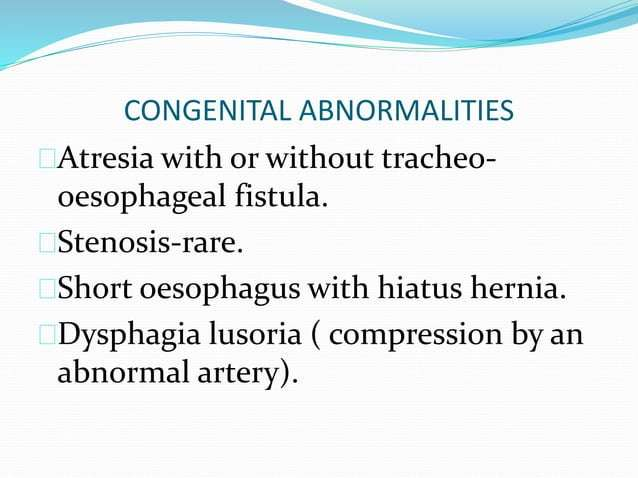 CONGENITAL ABNORMALITIES
Atresia with or without tracheo-
oesophageal fistula.
Stenosis-rare.
Short oesophagus with hiatus hernia.
Dysphagia lusoria ( compression by an
abnormal artery).